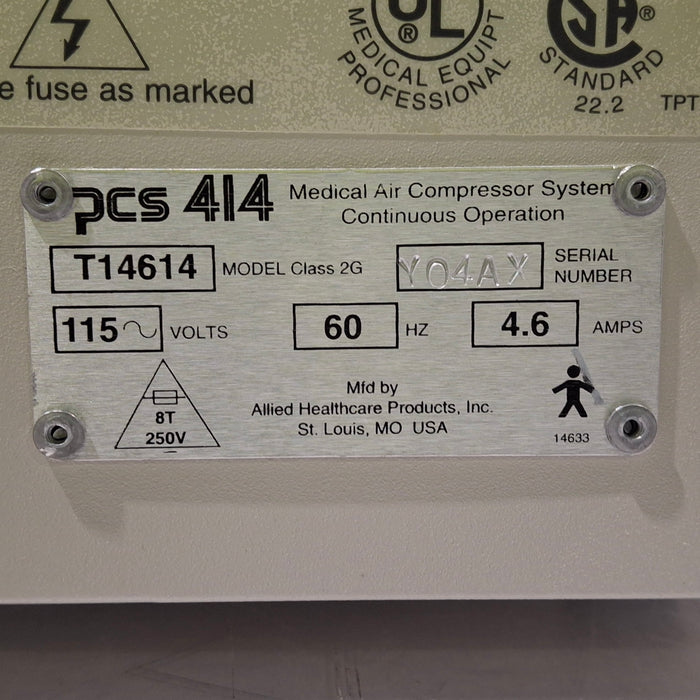 e fuse as marked
UL
®
MEDICAL EQUIPT
PROFESSIONAL
SA®
STANDARD
22.2
TPT
pcs 414 Medical Air Compressor System
Continuous Operation
T14614 MODEL Class 2G Y04AX SERIAL NUMBER
115~ VOLTS 60 HZ 4.6 AMPS
8T
250V
Mfd by
Allied Healthcare Products, Inc.
St. Louis, MO USA
14633